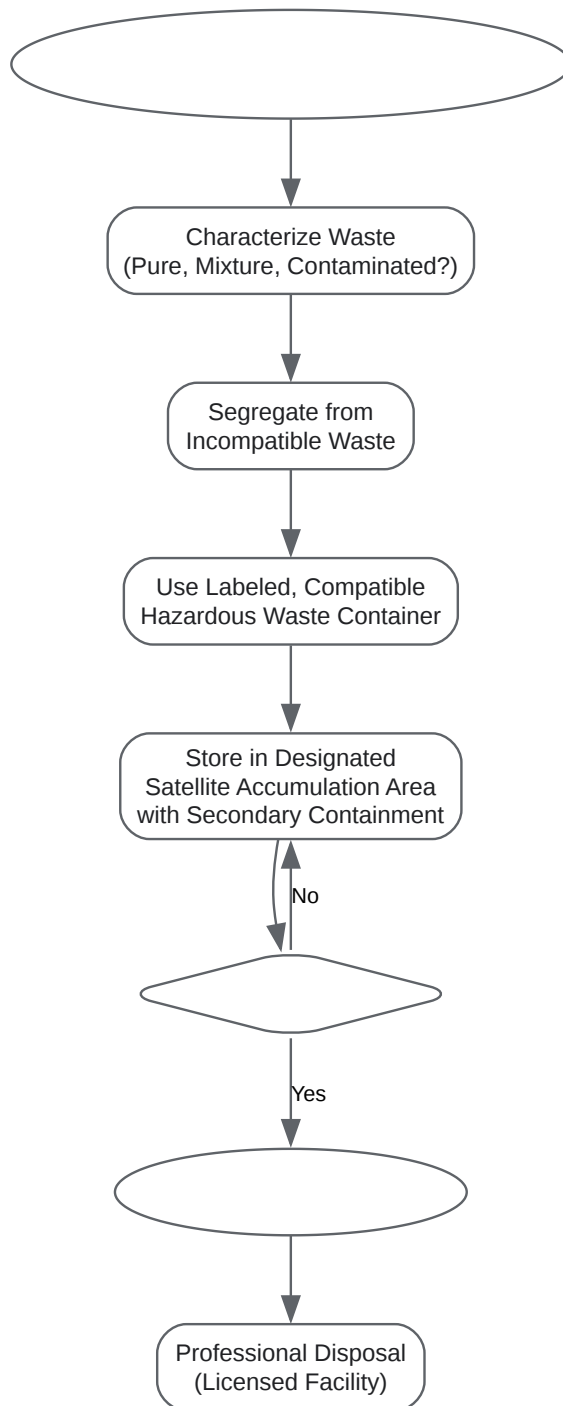 Characterize Waste
(Pure, Mixture, Contaminated?)
Segregate from
Incompatible Waste
Use Labeled, Compatible
Hazardous Waste Container
Store in Designated
Satellite Accumulation Area
with Secondary Containment
No
Yes
Professional Disposal
(Licensed Facility)